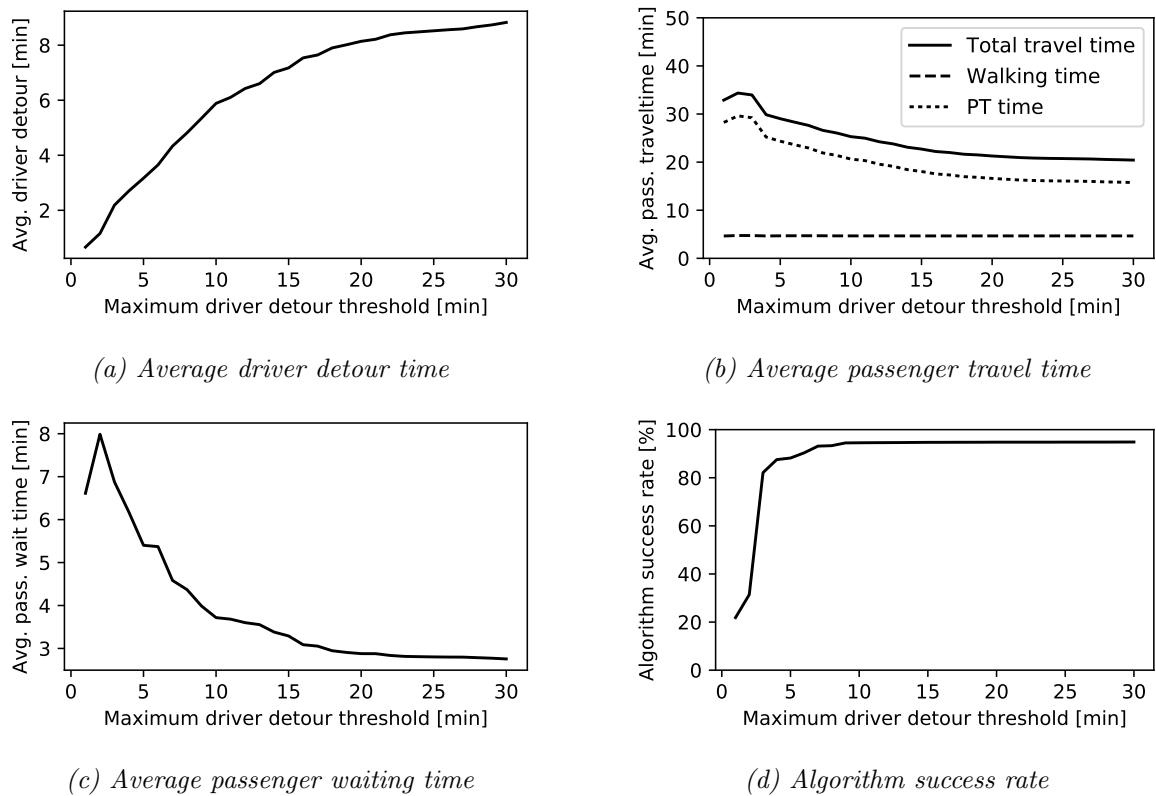 Avg. driver detour [min]
8
6
4
2
0 5 10 15 20 25 30
Maximum driver detour threshold [min]
(a) Average driver detour time
Avg. pass. traveltime [min]
50
40
30
20
10
0
Total travel time
Walking time
PT time
0 5 10 15 20 25 30
Maximum driver detour threshold [min]
(b) Average passenger travel time
Avg. pass. wait time [min]
8
7
6
5
4
3
0 5 10 15 20 25 30
Maximum driver detour threshold [min]
(c) Average passenger waiting time
Algorithm success rate [%]
100
80
60
40
20
0
0 5 10 15 20 25 30
Maximum driver detour threshold [min]
(d) Algorithm success rate